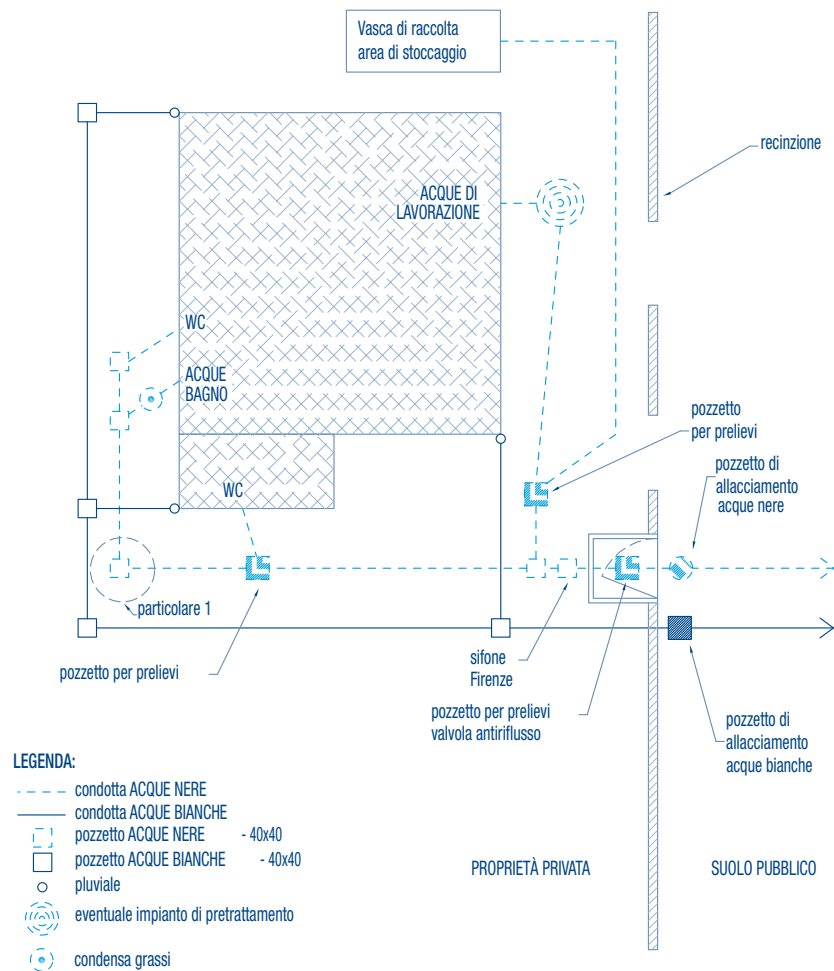 Vasca di raccolta
area di stoccaggio
recinzione
ACQUE DI
LAVORAZIONE
WC
ACQUE
BAGNO
pozzetto
per prelievi
pozzetto di
allacciamento
acque nere
WC
particolare 1
pozzetto per prelievi
sifone
Firenze
pozzetto per prelievi
valvola antiriflusso
pozzetto di
allacciamento
acque bianche
LEGENDA:
condotta ACQUE NERE
condotta ACQUE BIANCHE
pozzetto ACQUE NERE - 40x40
pozzetto ACQUE BIANCHE - 40x40
pluviale
eventuale impianto di pretrattamento
condensa grassi
PROPRIETÀ PRIVATA
SUOLO PUBBLICO